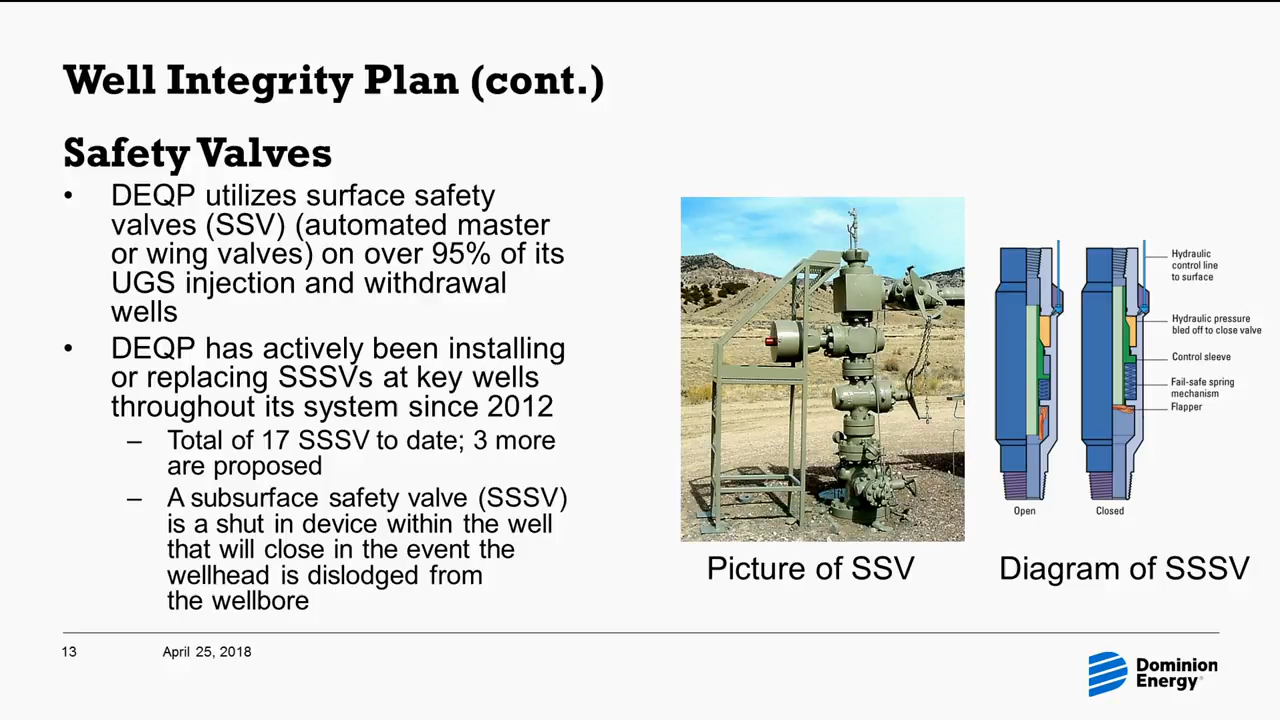 Well Integrity Plan (cont.)
Safety Valves
• DEQP utilizes surface safety
valves (SSV) (automated master
or wing valves) on over 95% of its
UGS injection and withdrawal
wells
• DEQP has actively been installing
or replacing SSSVs at key wells
throughout its system since 2012
– Total of 17 SSSV to date; 3 more
are proposed
– A subsurface safety valve (SSSV)
is a shut in device within the well
that will close in the event the
wellhead is dislodged from
the wellbore
Picture of SSV
Hydraulic
control line
to surface
Hydraulic pressure
bled off to close valve
Control sleeve
Fail-safe spring
mechanism
Flapper
Open
Closed
Diagram of SSSV
13
April 25, 2018
Dominion
Energy